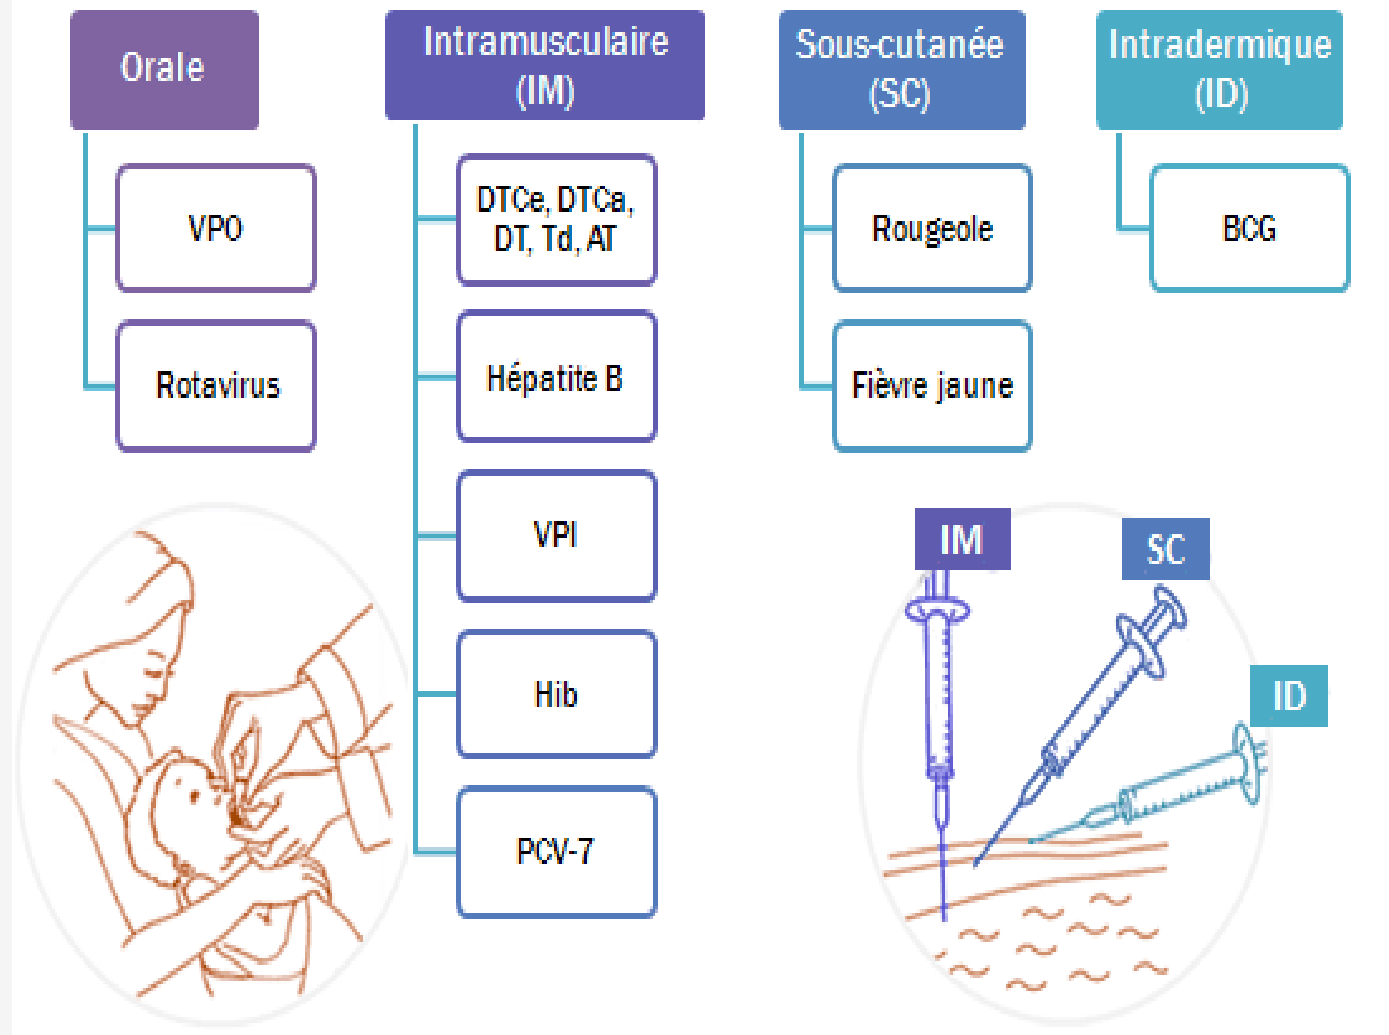 Orale
VPO
Rotavirus
Intramusculaire
(IM)
DTCe, DTCa,
DT, Td, AT
Hépatite B
VPI
Hib
PCV-7
Sous-cutanée
(SC)
Rougeole
Fièvre jaune
Intradermique
(ID)
BCG
IM
SC
ID